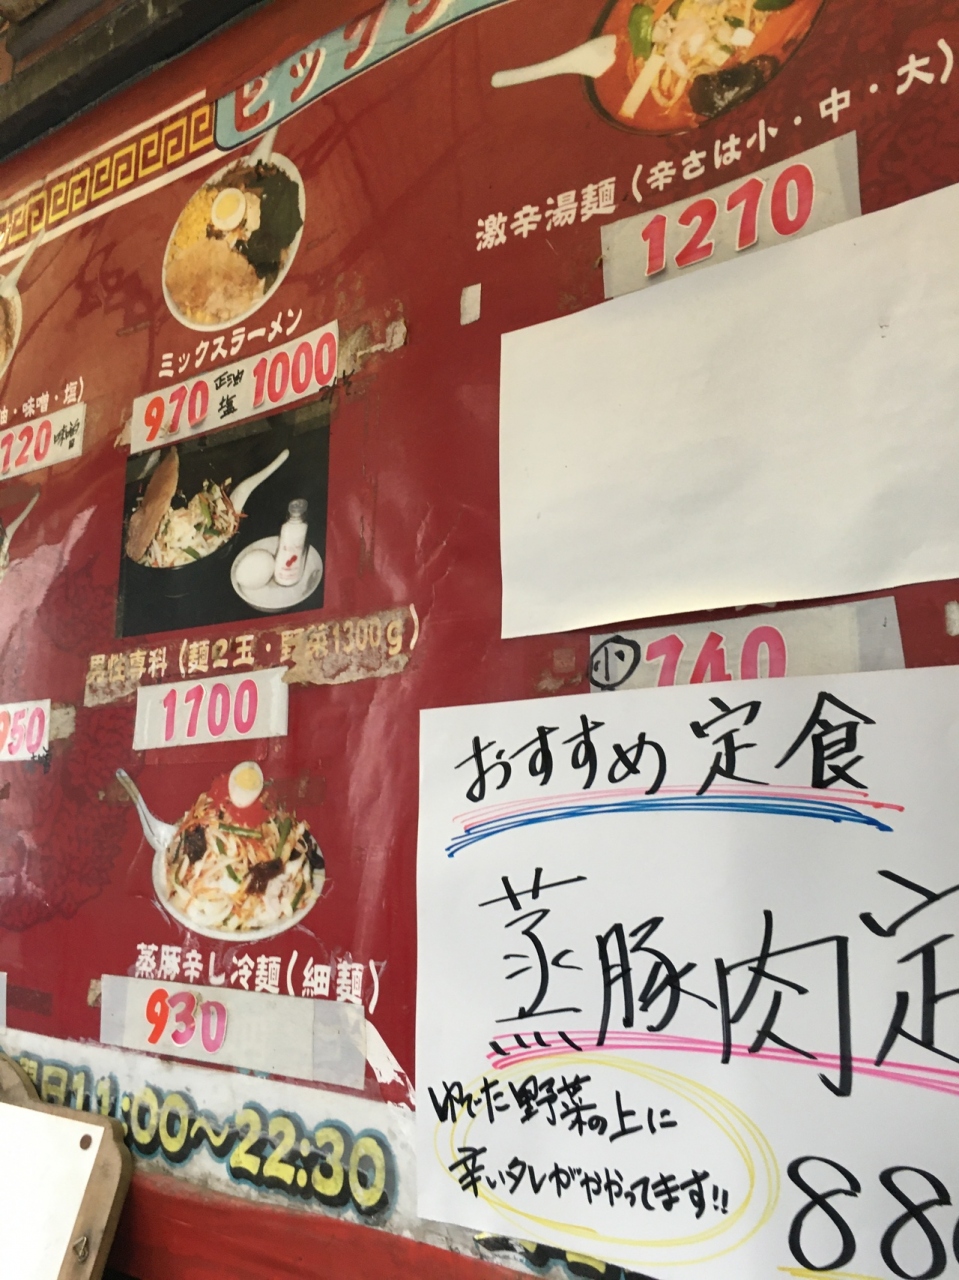 ビック
激辛湯麺(辛さは小・中・大)
1270
ミックスラーメン
970 正油 塩 1000
油・味噌・塩)
720 味噌
男性専科(麺2玉・野菜1300g)
1700
950
小 740
蒸豚辛し冷麺(細麺)
930
11:00~22:30
おすすめ定食
蒸豚肉定
ゆでた野菜の上に
辛いタレがかかってます!!
88